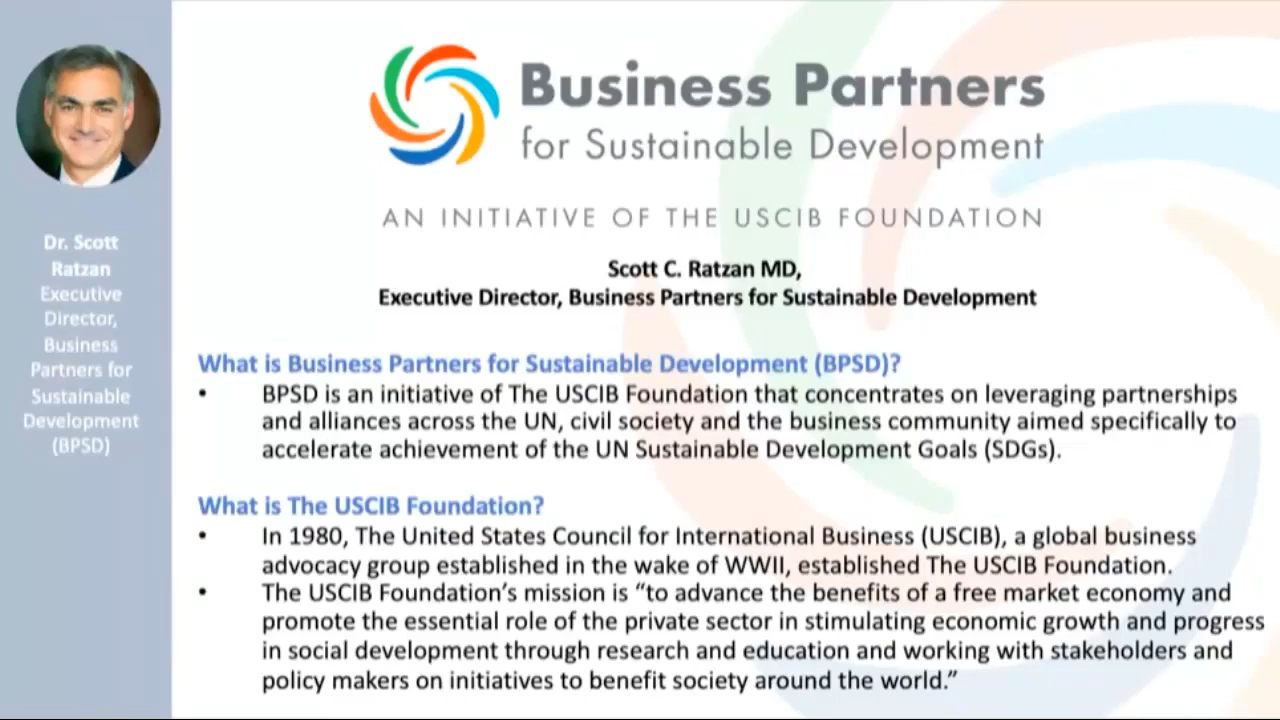 Dr. Scott
Ratzan
Executive
Director,
Business
Partners for
Sustainable
Development
(BPSD)
Business Partners
for Sustainable Development
AN INITIATIVE OF THE USCIB FOUNDATION
Scott C. Ratzan MD,
Executive Director, Business Partners for Sustainable Development
What is Business Partners for Sustainable Development (BPSD)?
• BPSD is an initiative of The USCIB Foundation that concentrates on leveraging partnerships
and alliances across the UN, civil society and the business community aimed specifically to
accelerate achievement of the UN Sustainable Development Goals (SDGs).
What is The USCIB Foundation?
• In 1980, The United States Council for International Business (USCIB), a global business
advocacy group established in the wake of WWII, established The USCIB Foundation.
• The USCIB Foundation’s mission is “to advance the benefits of a free market economy and
promote the essential role of the private sector in stimulating economic growth and progress
in social development through research and education and working with stakeholders and
policy makers on initiatives to benefit society around the world.”